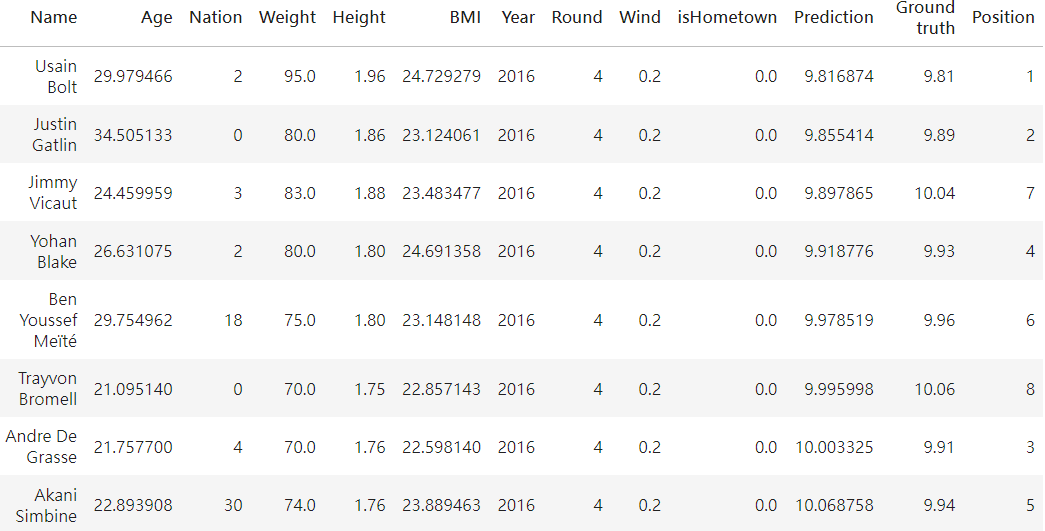 Name Age Nation Weight Height BMI Year Round Wind isHometown Prediction Ground truth Position
Usain Bolt 29.979466 2 95.0 1.96 24.729279 2016 4 0.2 0.0 9.816874 9.81 1
Justin Gatlin 34.505133 0 80.0 1.86 23.124061 2016 4 0.2 0.0 9.855414 9.89 2
Jimmy Vicaut 24.459959 3 83.0 1.88 23.483477 2016 4 0.2 0.0 9.897865 10.04 7
Yohan Blake 26.631075 2 80.0 1.80 24.691358 2016 4 0.2 0.0 9.918776 9.93 4
Ben Youssef Meïté 29.754962 18 75.0 1.80 23.148148 2016 4 0.2 0.0 9.978519 9.96 6
Trayvon Bromell 21.095140 0 70.0 1.75 22.857143 2016 4 0.2 0.0 9.995998 10.06 8
Andre De Grasse 21.757700 4 70.0 1.76 22.598140 2016 4 0.2 0.0 10.003325 9.91 3
Akani Simbine 22.893908 30 74.0 1.76 23.889463 2016 4 0.2 0.0 10.068758 9.94 5